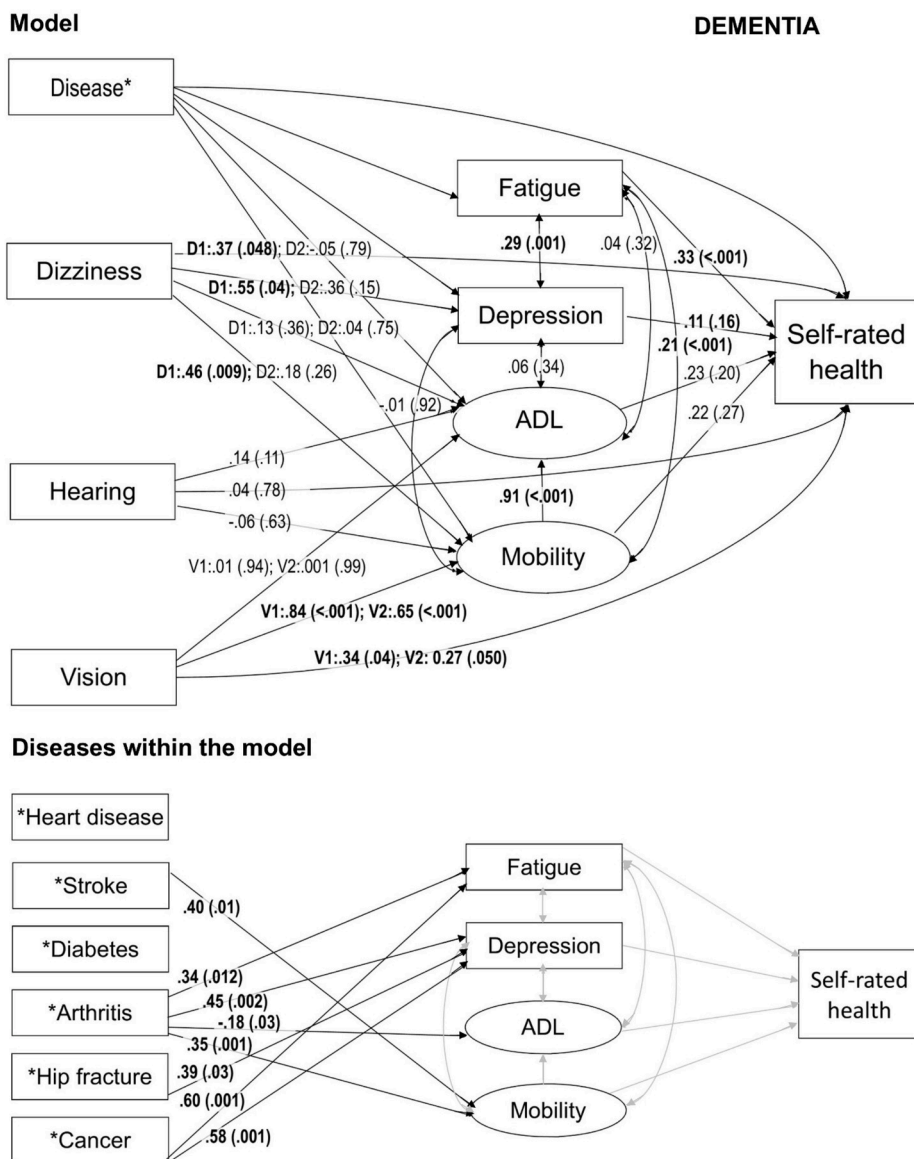 Model
DEMENTIA
Disease*
Fatigue
.29 (.001)
.04 (.32)
D1:.37 (.048); D2:-.05 (.79)
.33 (<.001)
Dizziness
D1:.55 (.04); D2:.36 (.15)
Depression
.11 (.16)
D1:.13 (.36); D2:.04 (.75)
.21 (<.001)
Self-rated
health
.06 (.34)
D1:.46 (.009); D2:.18 (.26)
.23 (.20)
-.01 (.92)
ADL
.22 (.27)
.14 (.11)
Hearing
.04 (.78)
.91 (<.001)
-.06 (.63)
Mobility
V1:.01 (.94); V2:.001 (.99)
V1:.84 (<.001); V2:.65 (<.001)
V1:.34 (.04); V2: 0.27 (.050)
Vision
Diseases within the model
*Heart disease
Fatigue
*Stroke
.40 (.01)
*Diabetes
Depression
.34 (.012)
Self-rated
health
.45 (.002)
*Arthritis
-.18 (.03)
ADL
.35 (.001)
.39 (.03)
*Hip fracture
.60 (.001)
Mobility
*Cancer
.58 (.001)